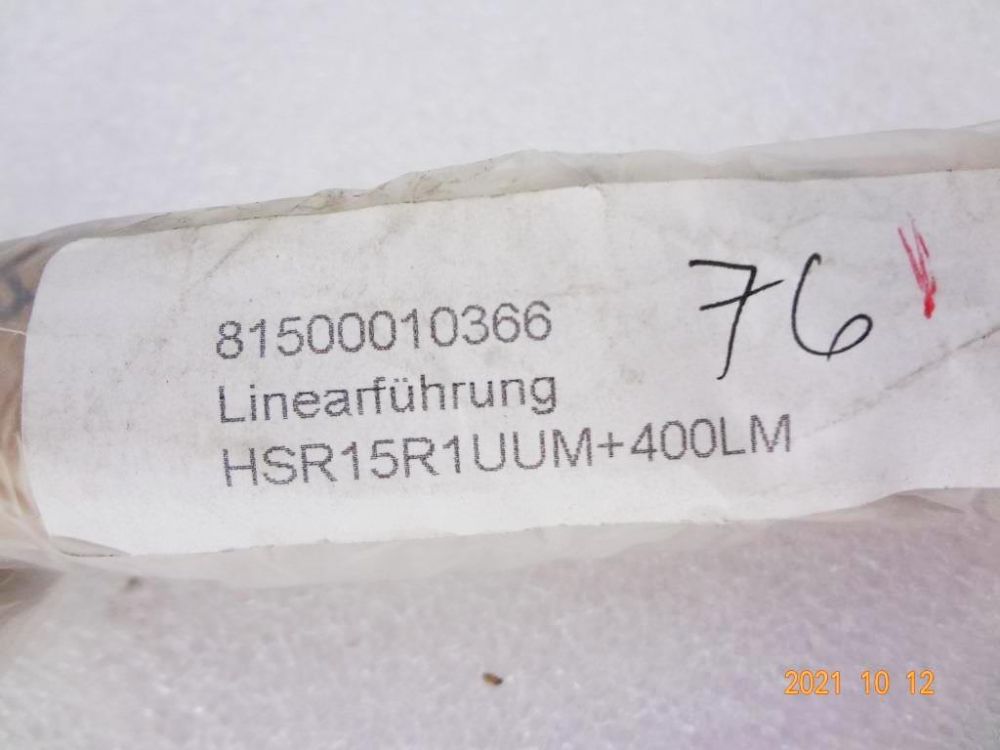 76
81500010366
Linearführung
HSR15R1UUM+400LM
2021 10 12